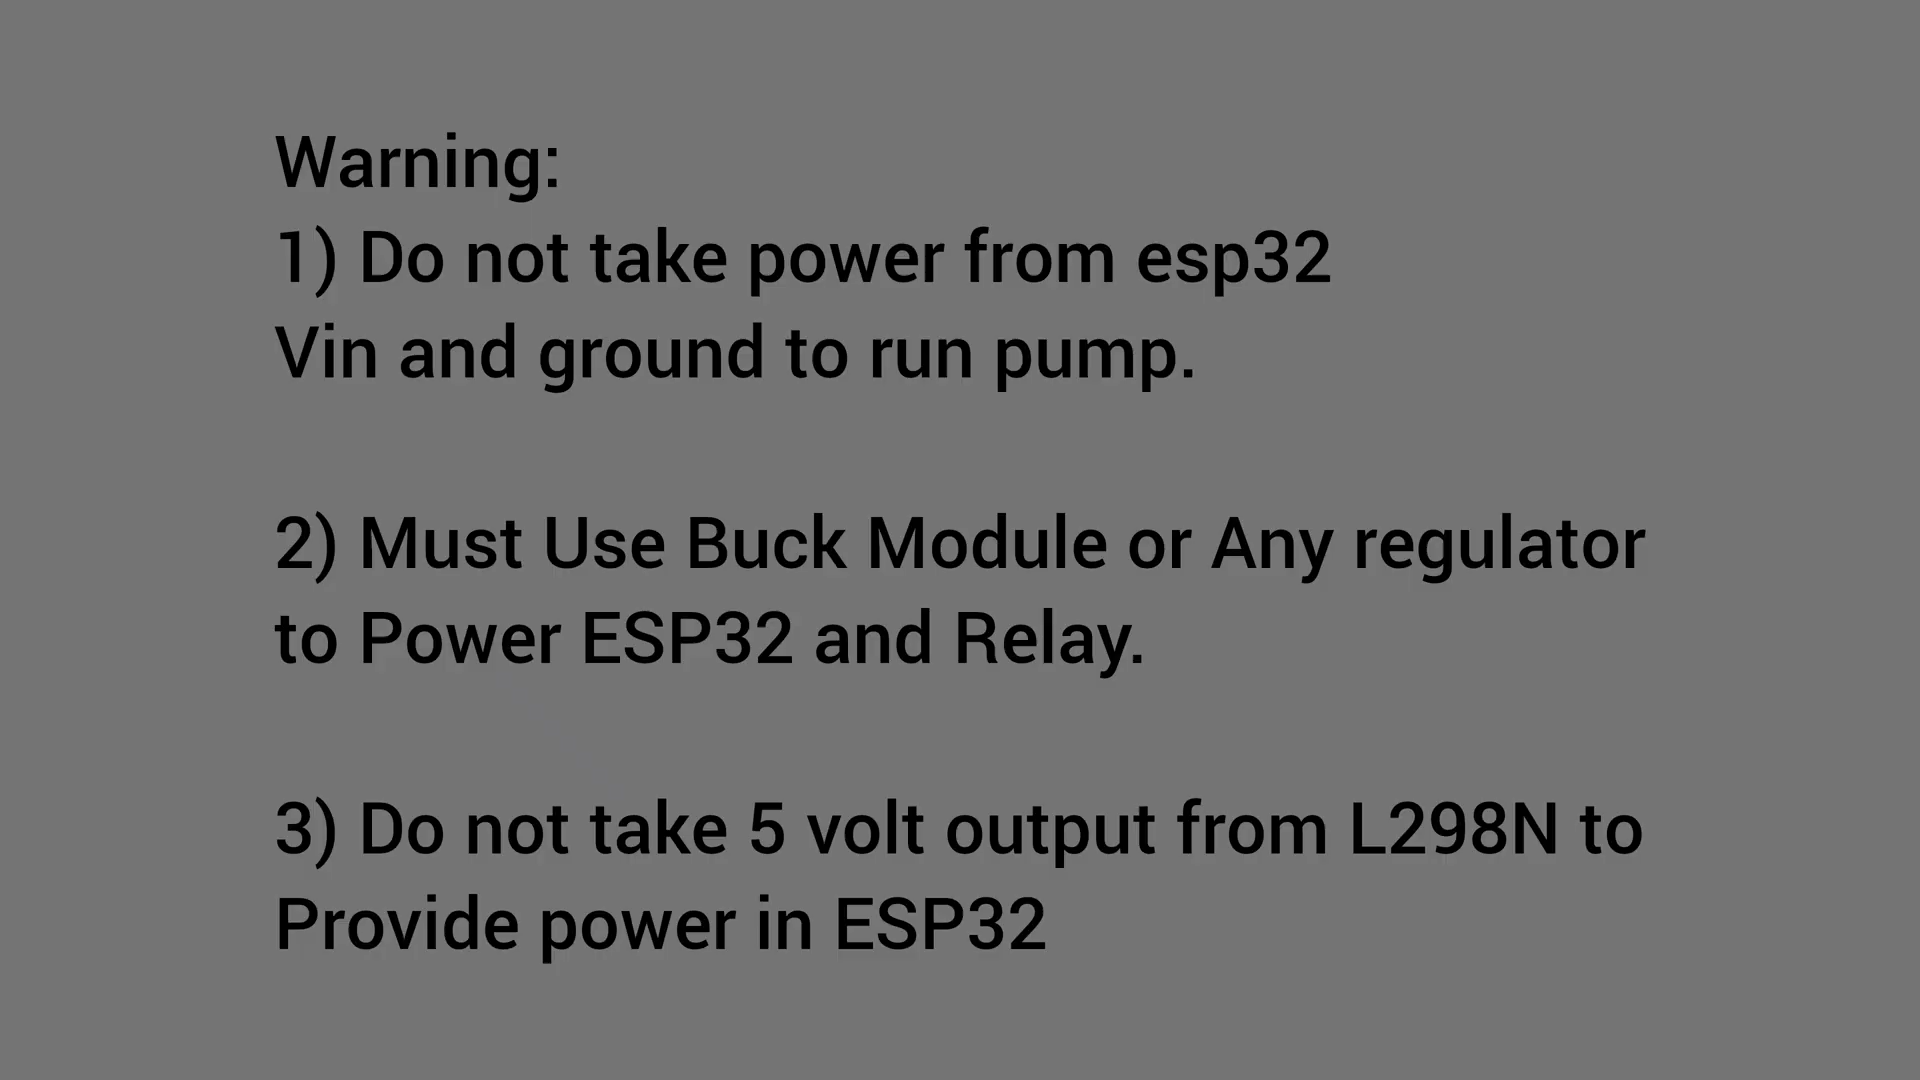 Warning:
1) Do not take power from esp32
Vin and ground to run pump.
2) Must Use Buck Module or Any regulator
to Power ESP32 and Relay.
3) Do not take 5 volt output from L298N to
Provide power in ESP32